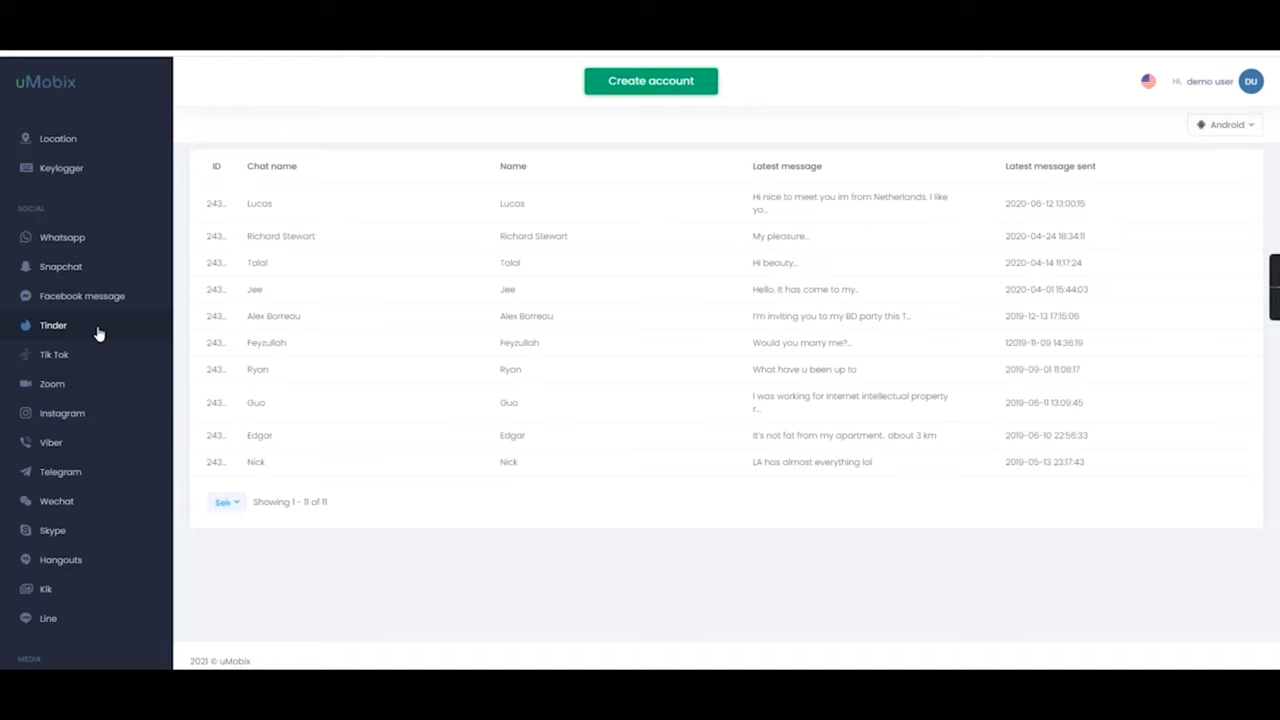 uMobix
Create account
Hi, demo user DU
Android
Location
Keylogger
SOCIAL
Whatsapp
Snapchat
Facebook message
Tinder
Tik Tok
Zoom
Instagram
Viber
Telegram
Wechat
Skype
Hangouts
Kik
Line
MEDIA
ID Chat name Name Latest message Latest message sent
243... Lucas Lucas Hi nice to meet you im from Netherlands, I like 2020-06-12 13:00:15
yo...
243... Richard Stewart Richard Stewart My pleasure... 2020-04-24 18:34:11
243... Talal Talal Hi beauty... 2020-04-14 11:17:24
243... Jee Jee Hello. It has come to my.. 2020-04-01 15:44:03
243... Alex Borreau Alex Borreau I'm inviting you to my BD party this T... 2019-12-13 17:15:06
243... Feyzullah Feyzullah Would you marry me?... 12019-11-09 14:36:19
243... Ryan Ryan What have u been up to 2019-09-01 11:08:17
243... Guo Guo I was working for Internet intellectual property 2019-06-11 13:09:45
r...
243... Edgar Edgar It's not fat from my apartment.. about 3 km 2019-06-10 22:56:33
243... Nick Nick LA has almost everything lol 2019-05-13 23:17:43
Sele Showing 1 - 11 of 11
2021 © uMobix